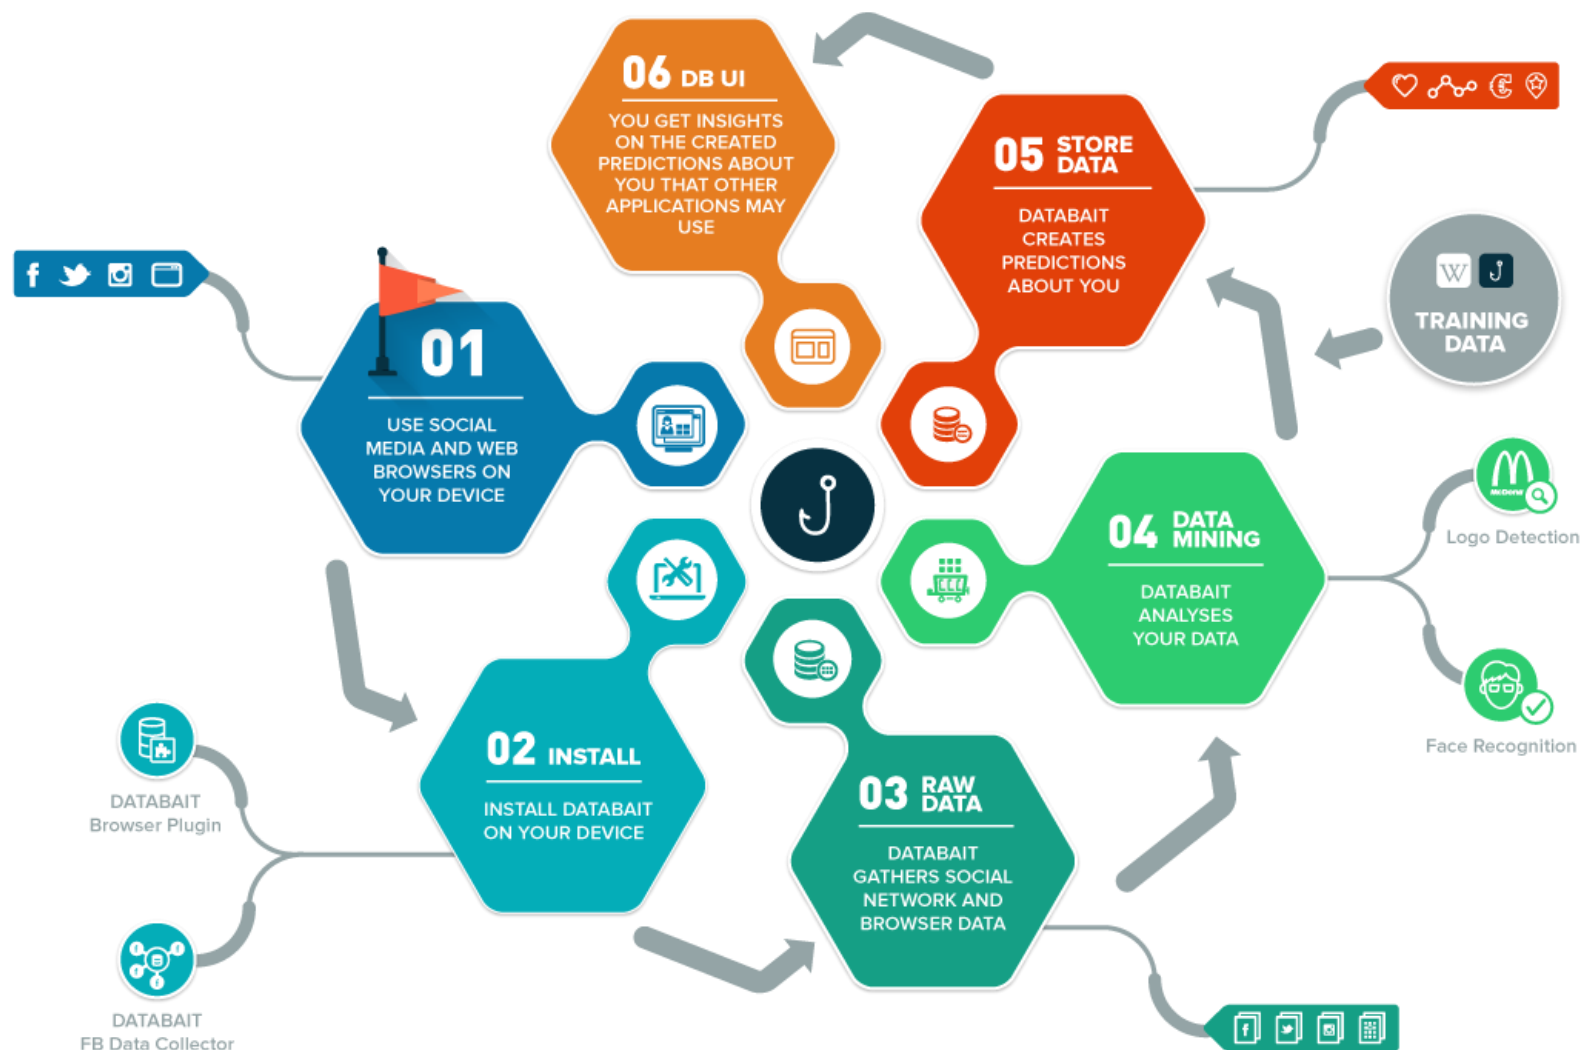 01
USE SOCIAL
MEDIA AND WEB
BROWSERS ON
YOUR DEVICE
02 INSTALL
INSTALL DATABAIT
ON YOUR DEVICE
DATABAIT
Browser Plugin
DATABAIT
FB Data Collector
03 RAW
DATA
DATABAIT
GATHERS SOCIAL
NETWORK AND
BROWSER DATA
04 DATA
MINING
DATABAIT
ANALYSES
YOUR DATA
Logo Detection
Face Recognition
W
TRAINING
DATA
05 STORE
DATA
DATABAIT
CREATES
PREDICTIONS
ABOUT YOU
06 DB UI
YOU GET INSIGHTS
ON THE CREATED
PREDICTIONS ABOUT
YOU THAT OTHER
APPLICATIONS MAY
USE